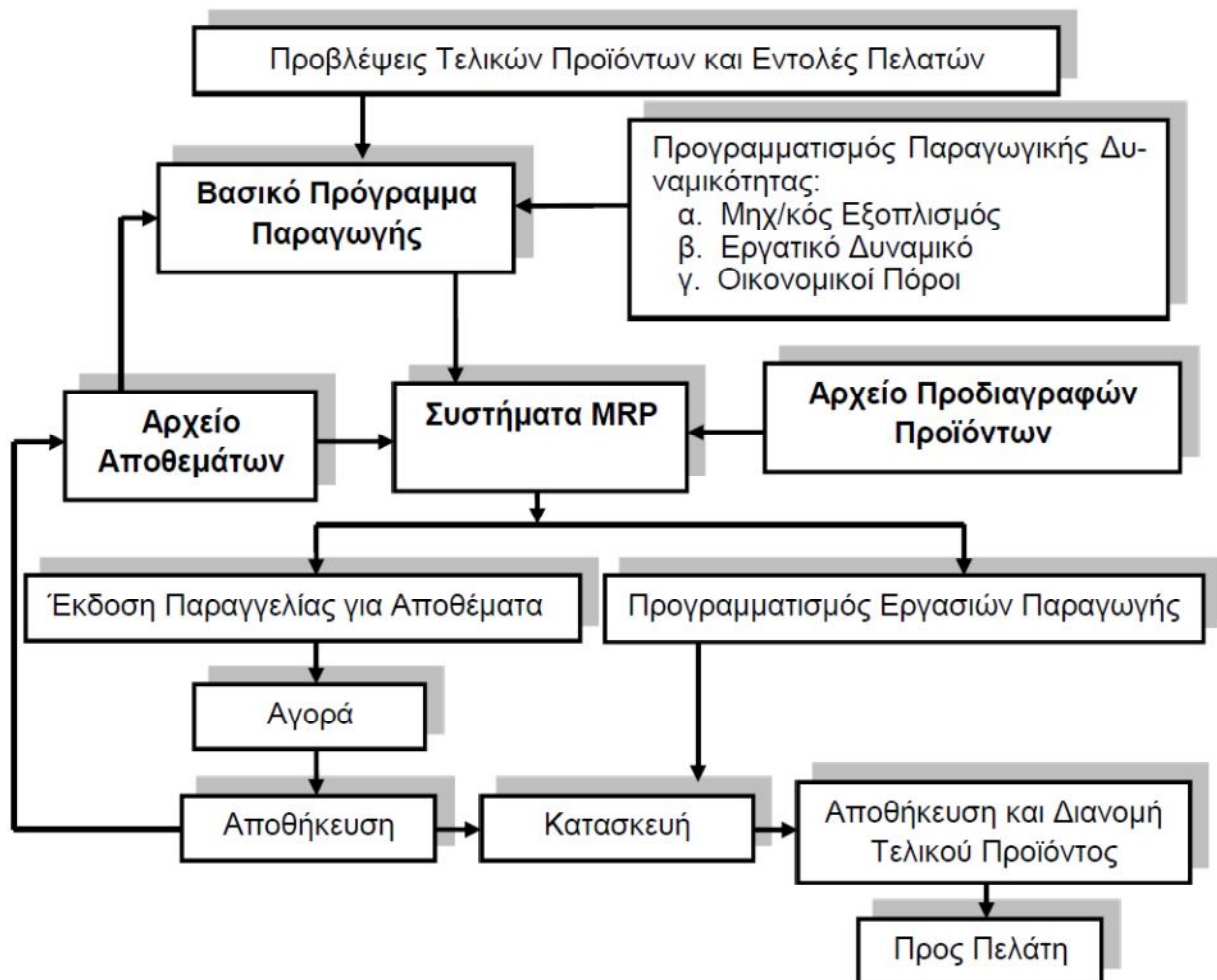 Προβλέψεις Τελικών Προϊόντων και Εντολές Πελατών
Προγραμματισμός Παραγωγικής Δυ-
ναμικότητας:
α. Μηχ/κός Εξοπλισμός
β. Εργατικό Δυναμικό
γ. Οικονομικοί Πόροι
Βασικό Πρόγραμμα
Παραγωγής
Αρχείο
Αποθεμάτων
Συστήματα MRP
Αρχείο Προδιαγραφών
Προϊόντων
Έκδοση Παραγγελίας για Αποθέματα
Προγραμματισμός Εργασιών Παραγωγής
Αγορά
Αποθήκευση
Κατασκευή
Αποθήκευση και Διανομή
Τελικού Προϊόντος
Προς Πελάτη